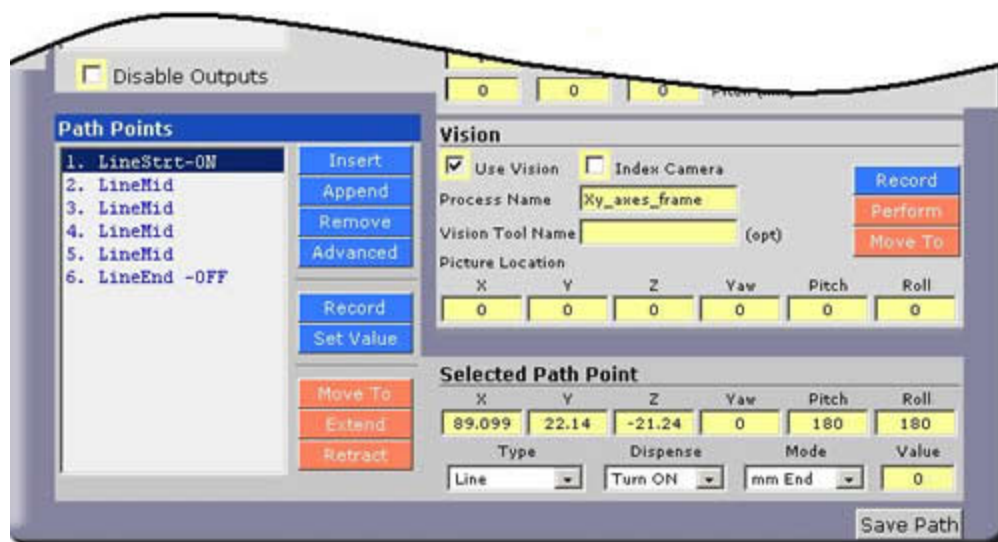 Disable Outputs
0 0 0
Path Points
1. LineStrt-ON
2. LineMid
3. LineMid
4. LineMid
5. LineMid
6. LineEnd -OFF
Insert
Append
Remove
Advanced
Record
Set Value
Move To
Extend
Retract
Vision
Use Vision Index Camera
Process Name Xy_axes_frame
Vision Tool Name (opt)
Record
Perform
Move To
Picture Location
X Y Z Yaw Pitch Roll
0 0 0 0 0 0
Selected Path Point
X Y Z Yaw Pitch Roll
89.099 22.14 -21.24 0 180 180
Type Dispense Mode Value
Line Turn ON mm End 0
Save Path